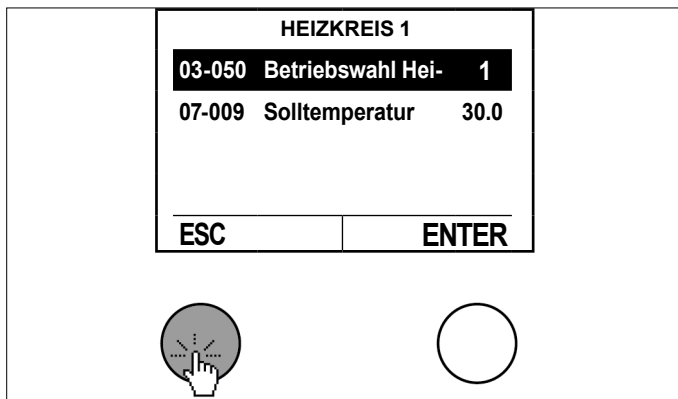 HEIZKREIS 1
03-050 Betriebswahl Hei- 1
07-009 Solltemperatur 30.0
ESC ENTER